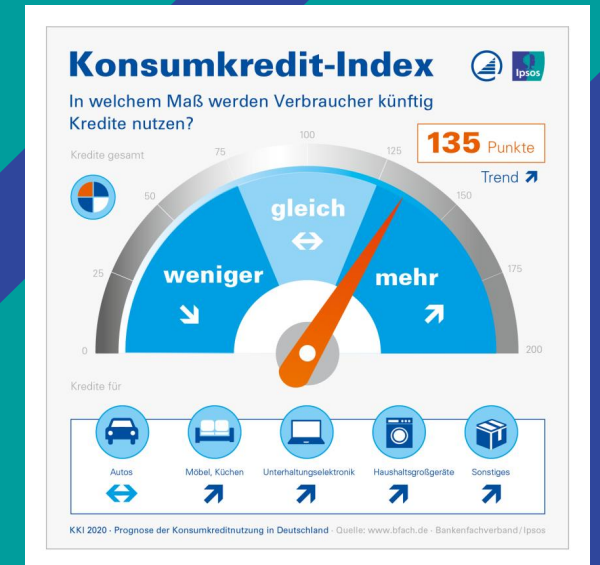 Konsumkredit-Index
Ipsos
In welchem Maß werden Verbraucher künftig
Kredite nutzen?
135 Punkte
Trend
Kredite gesamt
0
25
50
75
100
125
150
175
200
weniger
gleich
mehr
Kredite für
Autos
Möbel, Küchen
Unterhaltungselektronik
Haushaltsgroßgeräte
Sonstiges
KKI 2020 - Prognose der Konsumkreditnutzung in Deutschland · Quelle: www.bfach.de · Bankenfachverband/Ipsos